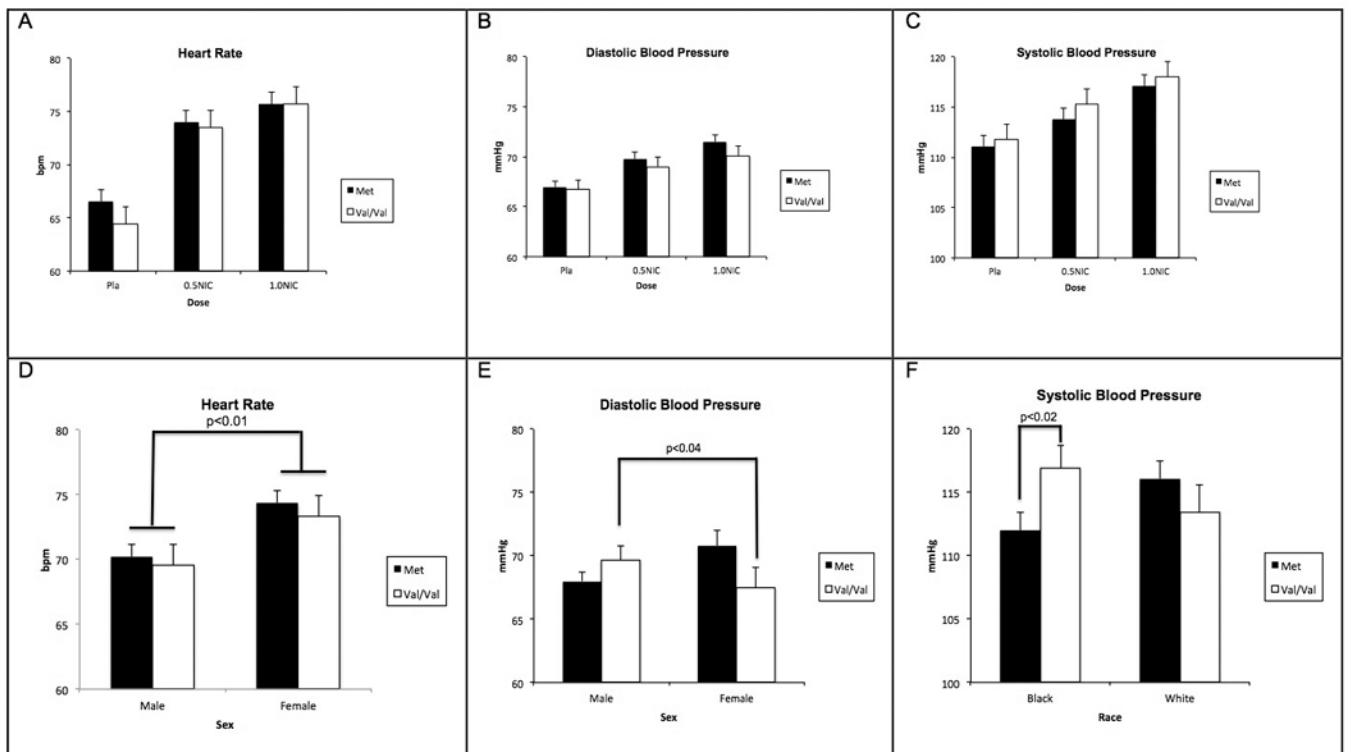 A
Heart Rate
80
75
70
65
60
bpm
Pla
0.5NIC
1.0NIC
Dose
Met
Val/Val
B
Diastolic Blood Pressure
80
75
70
65
60
mmHg
Pla
0.5NIC
1.0NIC
Dose
Met
Val/Val
C
Systolic Blood Pressure
120
115
110
105
100
mmHg
Pla
0.5NIC
1.0NIC
Dose
Met
Val/Val
D
Heart Rate
p<0.01
80
75
70
65
60
bpm
Male
Female
Sex
Met
Val/Val
E
Diastolic Blood Pressure
p<0.04
80
75
70
65
60
mmHg
Male
Female
Sex
Met
Val/Val
F
Systolic Blood Pressure
p<0.02
120
115
110
105
100
mmHg
Black
White
Race
Met
Val/Val